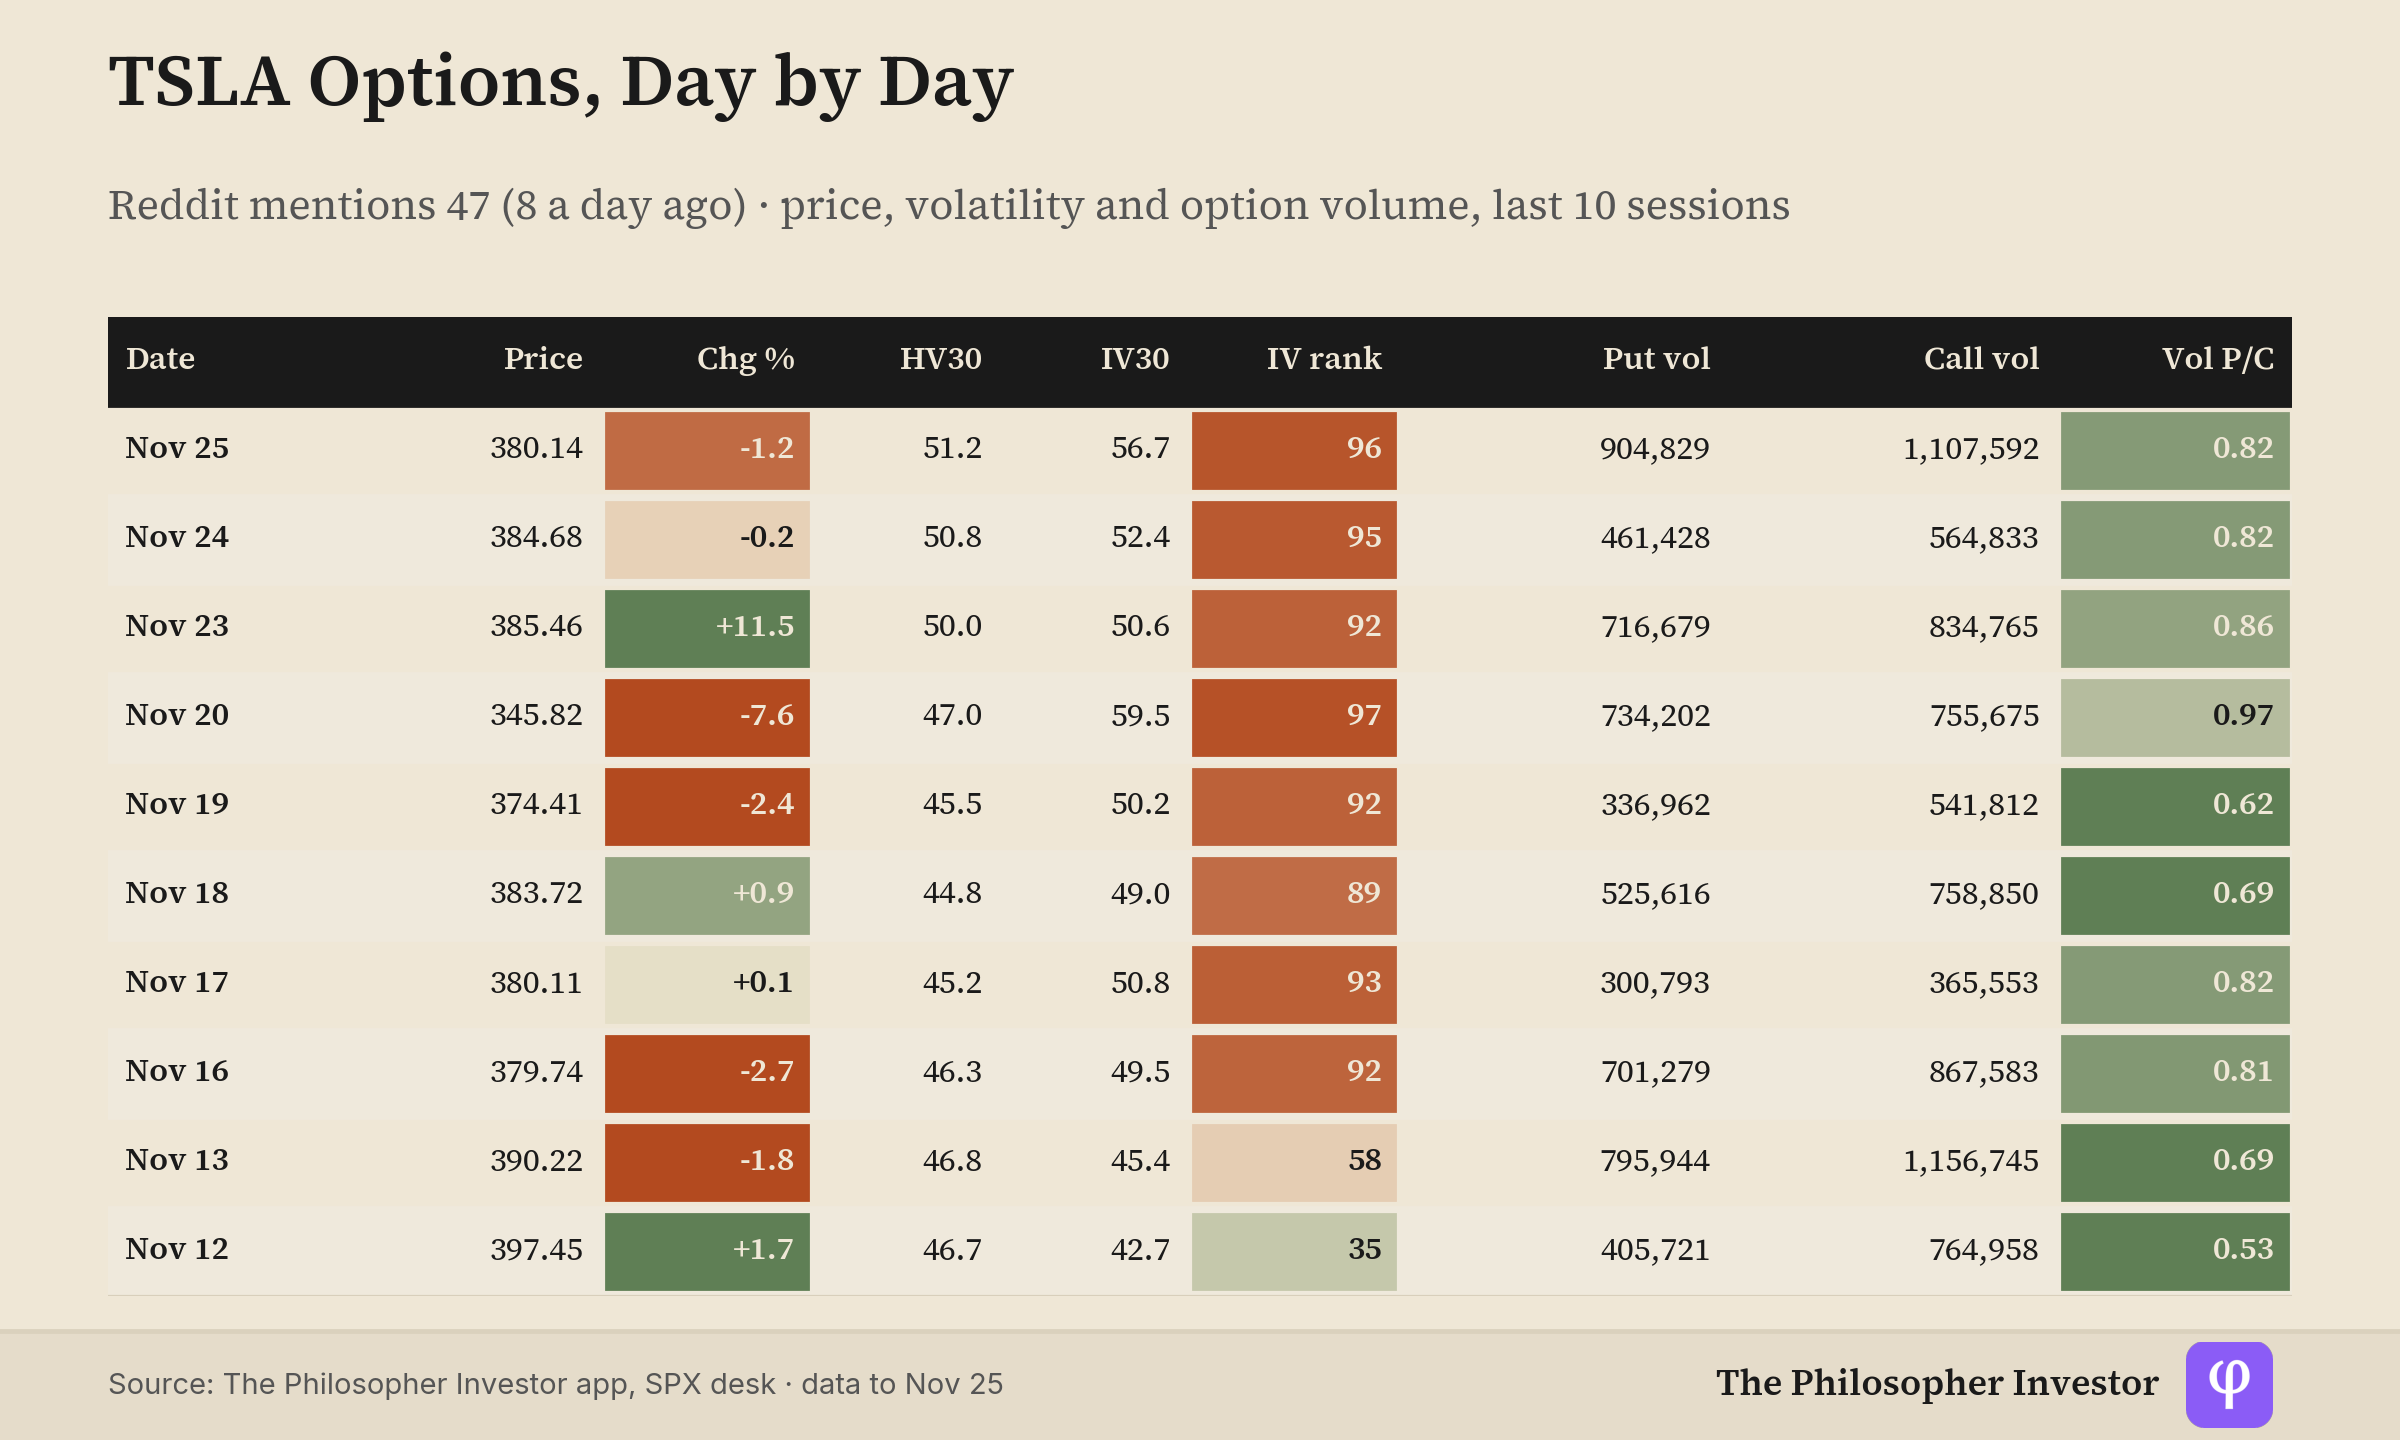 TSLA Options, Day by Day
Reddit mentions 47 (8 a day ago) · price, volatility and option volume, last 10 sessions
Date Price Chg % HV30 IV30 IV rank Put vol Call vol Vol P/C
Nov 25 380.14 -1.2 51.2 56.7 96 904,829 1,107,592 0.82
Nov 24 384.68 -0.2 50.8 52.4 95 461,428 564,833 0.82
Nov 23 385.46 +11.5 50.0 50.6 92 716,679 834,765 0.86
Nov 20 345.82 -7.6 47.0 59.5 97 734,202 755,675 0.97
Nov 19 374.41 -2.4 45.5 50.2 92 336,962 541,812 0.62
Nov 18 383.72 +0.9 44.8 49.0 89 525,616 758,850 0.69
Nov 17 380.11 +0.1 45.2 50.8 93 300,793 365,553 0.82
Nov 16 379.74 -2.7 46.3 49.5 92 701,279 867,583 0.81
Nov 13 390.22 -1.8 46.8 45.4 58 795,944 1,156,745 0.69
Nov 12 397.45 +1.7 46.7 42.7 35 405,721 764,958 0.53
Source: The Philosopher Investor app, SPX desk · data to Nov 25
The Philosopher Investor φ